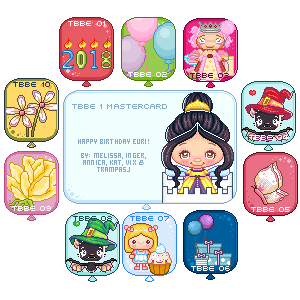 TBBE 01
2018
TBBE 02
TBBE 03
TBBE 10
TBBE 1 MASTERCARD
TBBE 04
HAPPY BIRTHDAY EURI!
BY: MELISSA, INGER,
ANNICA, KAT, VIX &
TRAMPASJ
TBBE 09
TBBE 05
TBBE 08
TBBE 07
TBBE 06